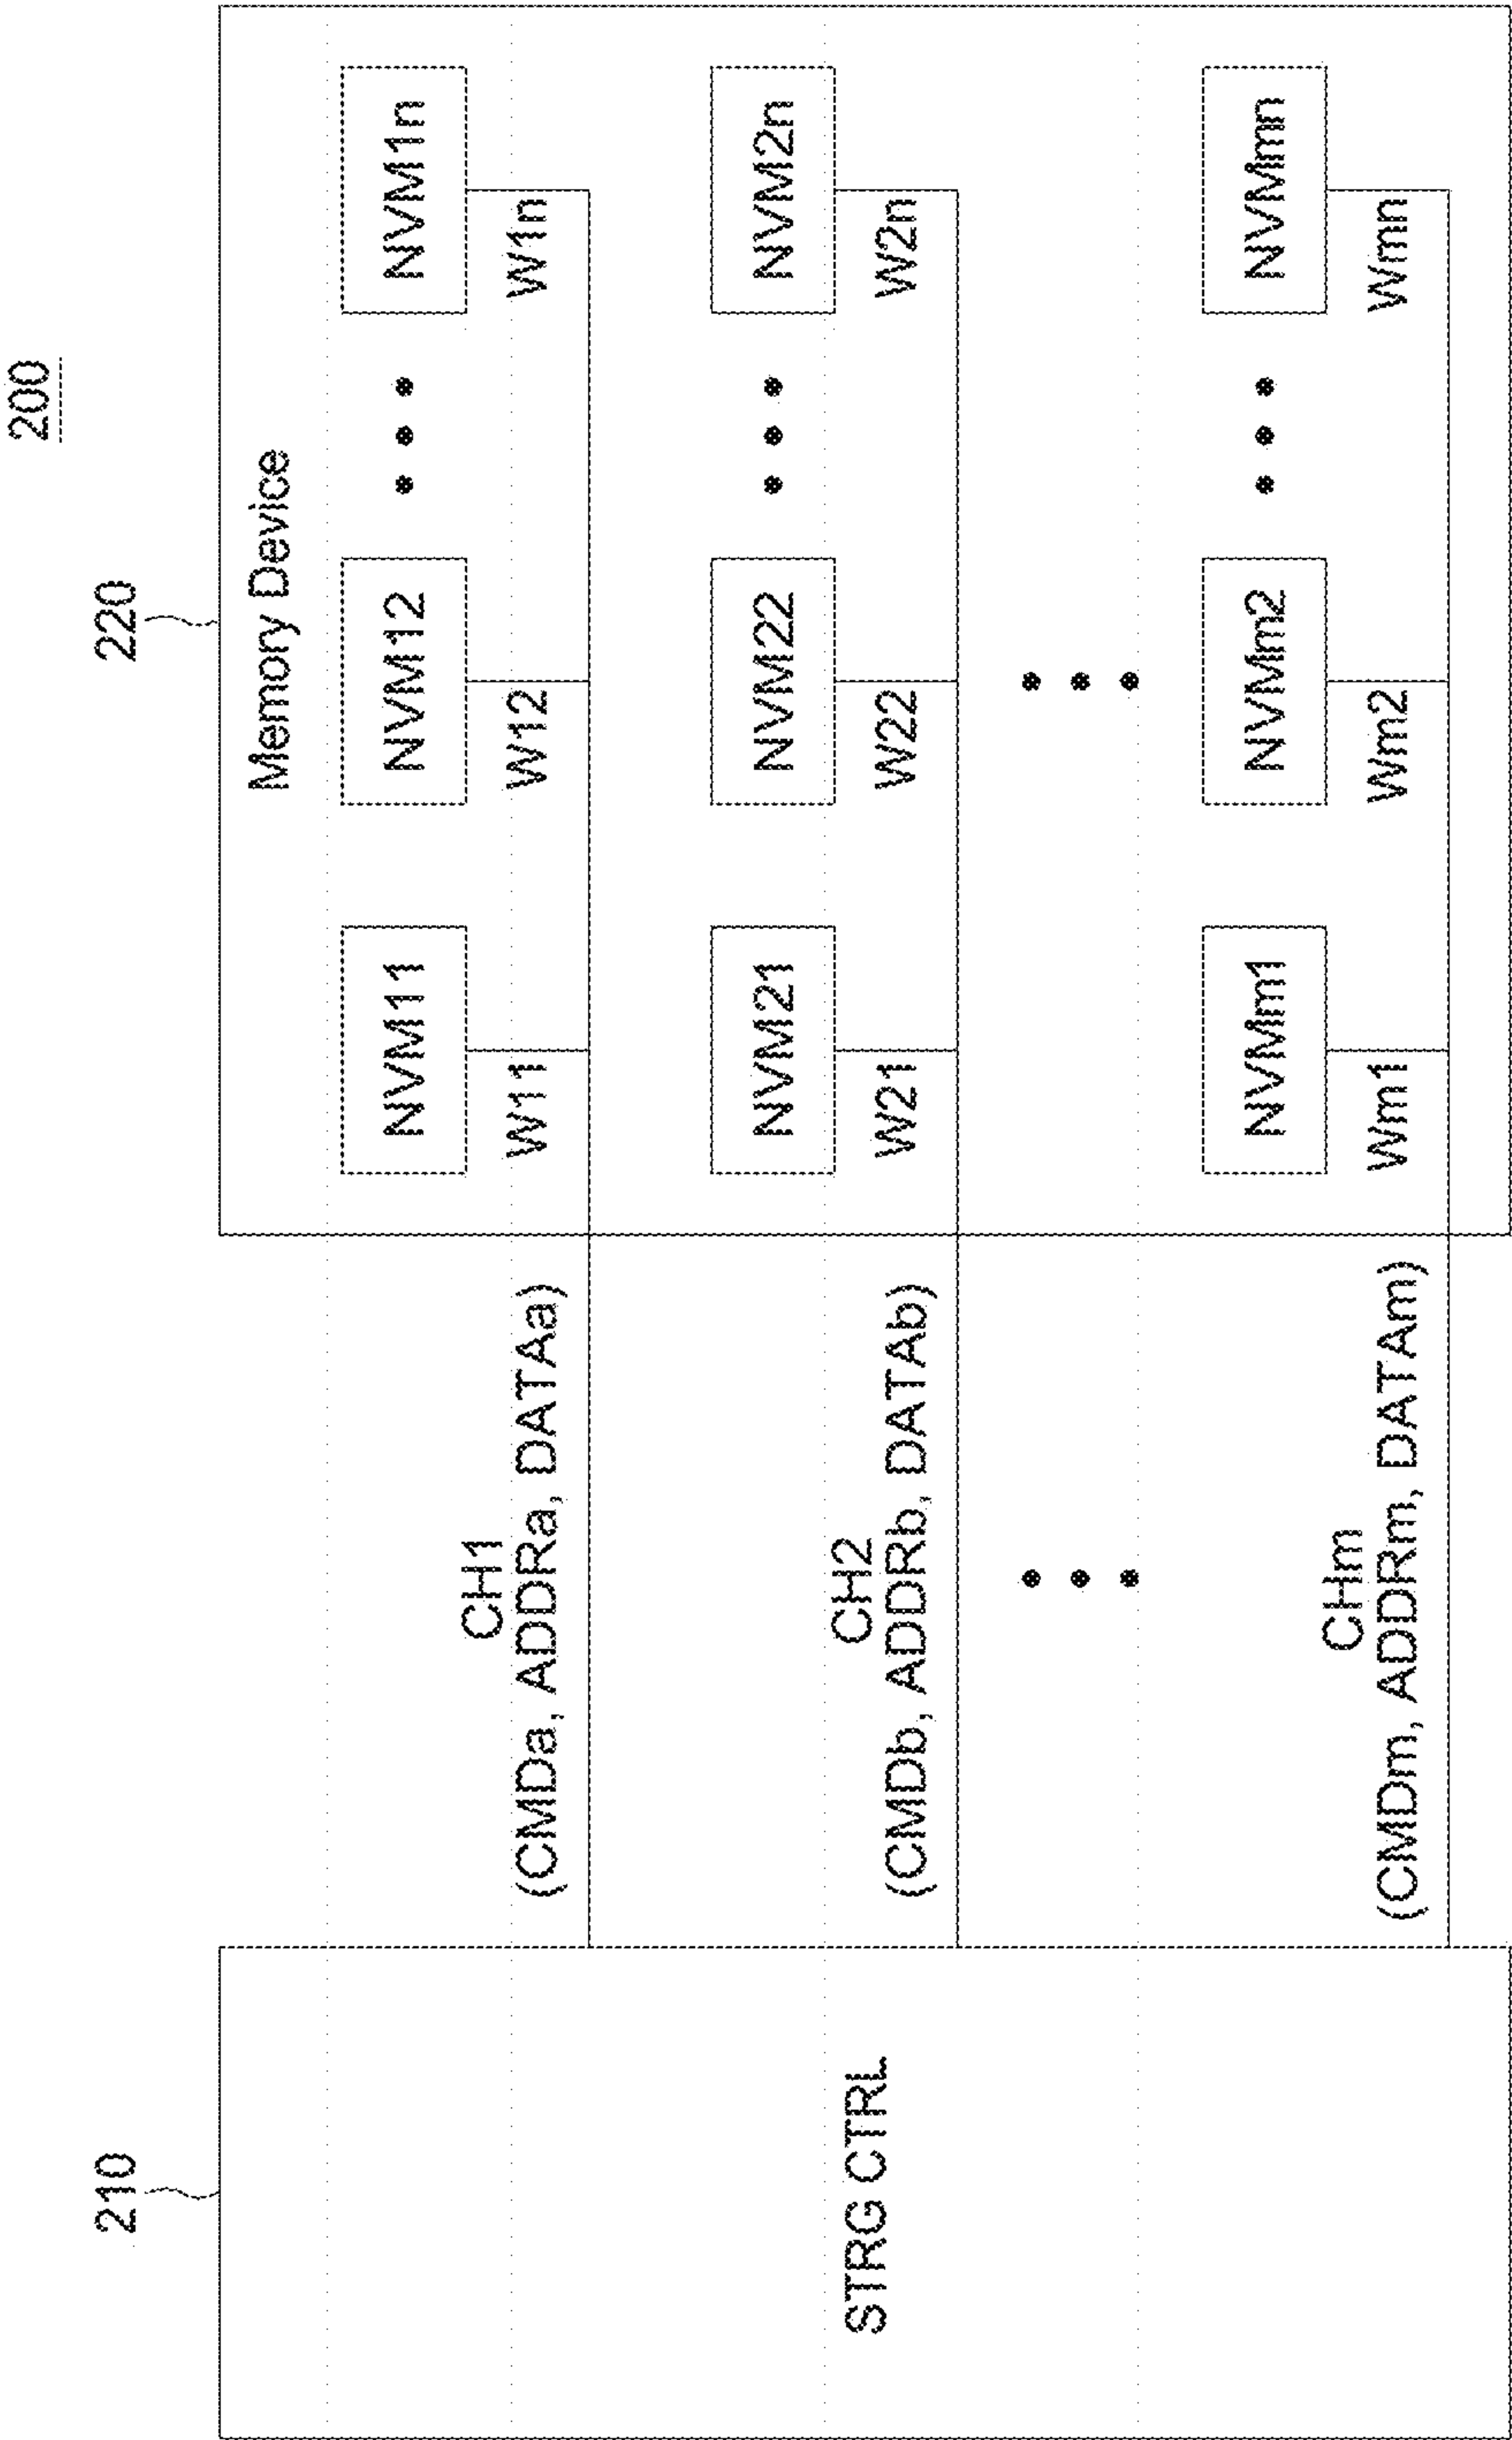 200
210
220
STRG CTRL
CH1
(CMDa, ADDRa, DATAa)
CH2
(CMDb, ADDRb, DATAb)
CHm
(CMDm, ADDRm, DATAm)
Memory Device
NVM11
NVM12
NVM1n
W11
W12
W1n
NVM21
NVM22
NVM2n
W21
W22
W2n
NVMm1
NVMm2
NVMmn
Wm1
Wm2
Wmn